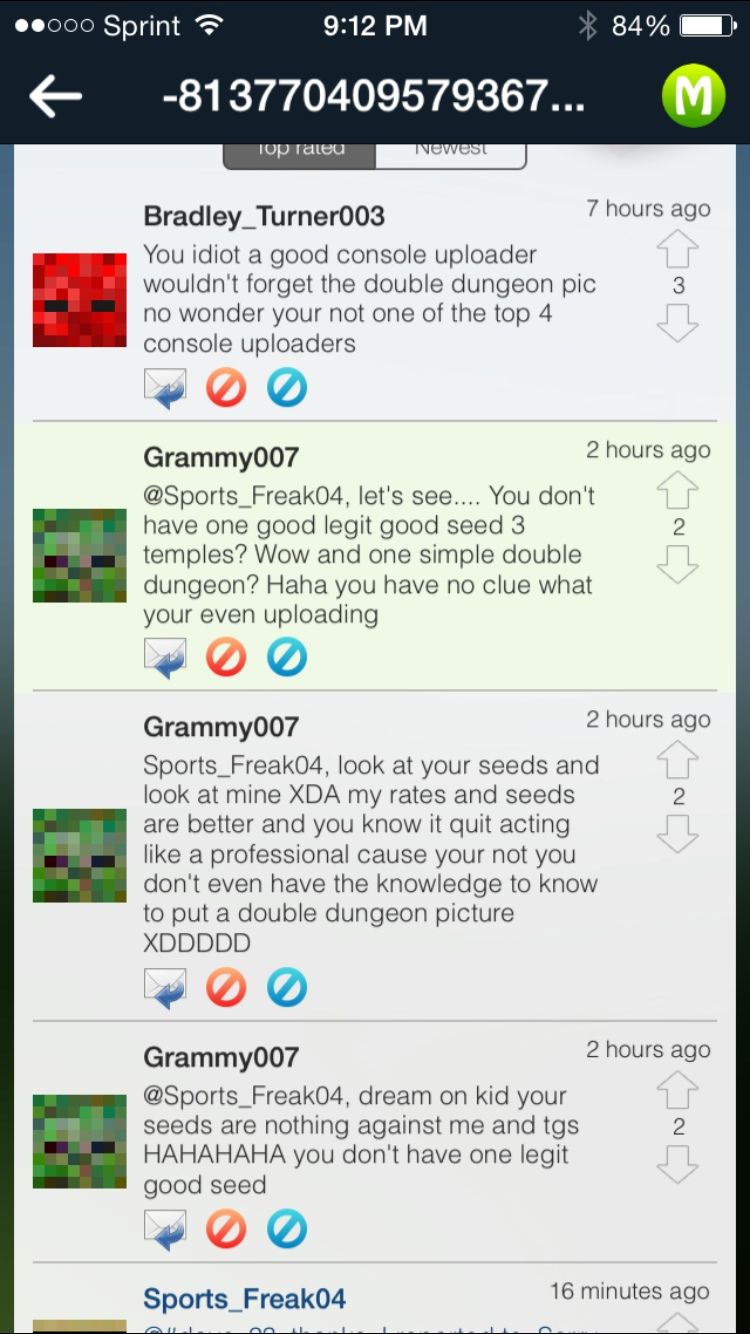 Sprint 9:12 PM 84%
-813770409579367... M
Top rated Newest
Bradley_Turner003 7 hours ago
You idiot a good console uploader
wouldn't forget the double dungeon pic
no wonder your not one of the top 4
console uploaders
3
Grammy007 2 hours ago
@Sports_Freak04, let's see.... You don't
have one good legit good seed 3
temples? Wow and one simple double
dungeon? Haha you have no clue what
your even uploading
2
Grammy007 2 hours ago
Sports_Freak04, look at your seeds and
look at mine XDA my rates and seeds
are better and you know it quit acting
like a professional cause your not you
don't even have the knowledge to know
to put a double dungeon picture
XDDDDD
2
Grammy007 2 hours ago
@Sports_Freak04, dream on kid your
seeds are nothing against me and tgs
HAHAHAHA you don't have one legit
good seed
2
Sports_Freak04 16 minutes ago